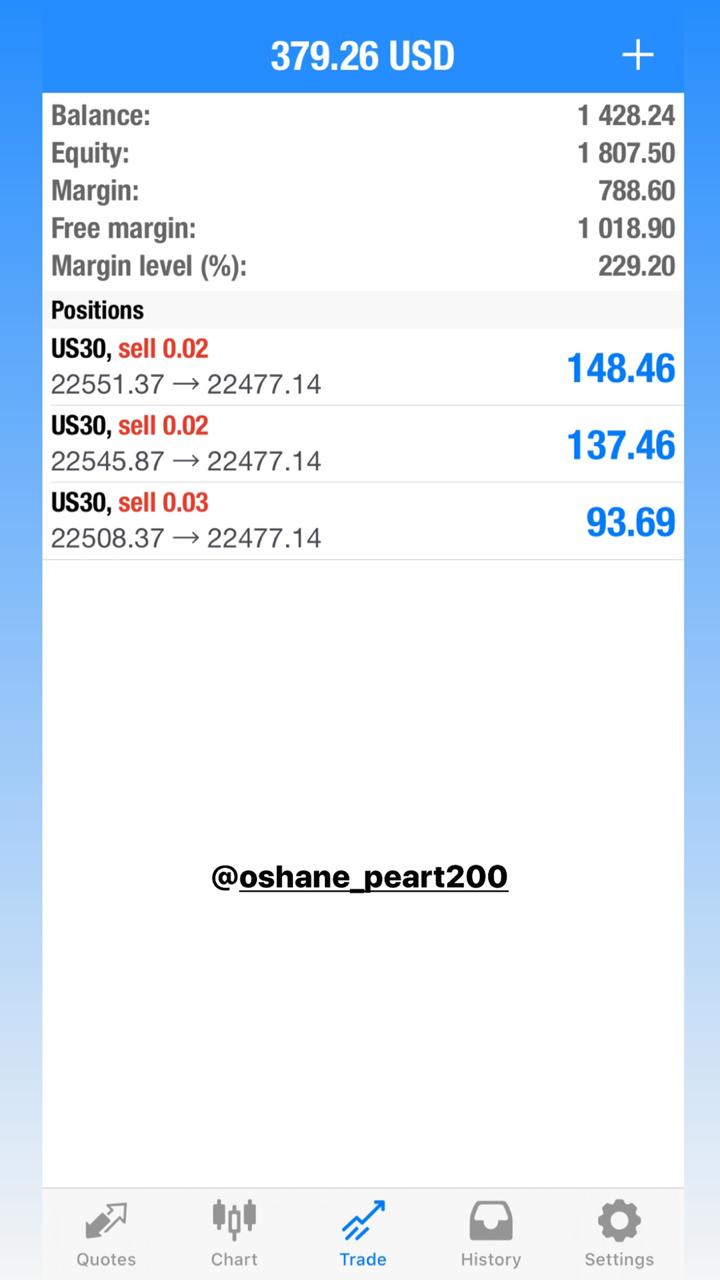 379.26 USD
Balance: 1 428.24
Equity: 1 807.50
Margin: 788.60
Free margin: 1 018.90
Margin level (%): 229.20
Positions
US30, sell 0.02
22551.37 → 22477.14 148.46
US30, sell 0.02
22545.87 → 22477.14 137.46
US30, sell 0.03
22508.37 → 22477.14 93.69
@oshane_peart200
Quotes Chart Trade History Settings